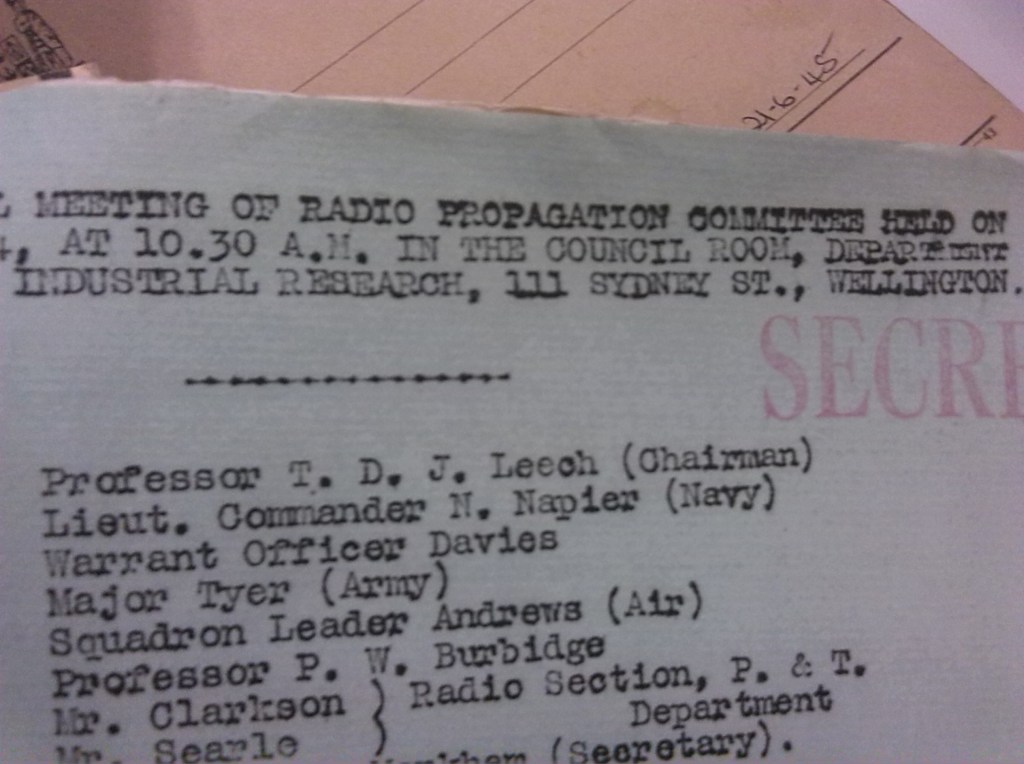 21-6-45
MEETING OF RADIO PROPAGATION COMMITTEE HELD ON
4, AT 10.30 A.M. IN THE COUNCIL ROOM, DEPARTMENT
INDUSTRIAL RESEARCH, 111 SYDNEY ST., WELLINGTON.
SECRE
Professor T. D. J. Leech (Chairman)
Lieut. Commander N. Napier (Navy)
Warrant Officer Davies
Major Tyer (Army)
Squadron Leader Andrews (Air)
Professor P. W. Burbidge
Mr. Clarkson } Radio Section, P. & T.
Mr. Searle Department
(Secretary).